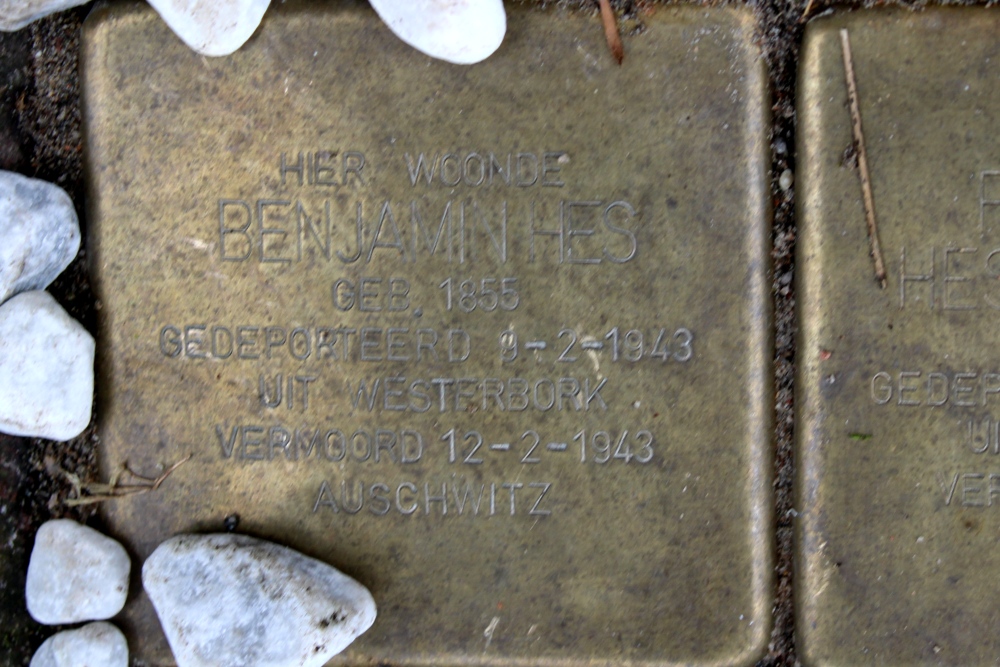 HIER WOONDE
BENJAMIN HES
GEB. 1855
GEDEPORTEERD 9-2-1943
UIT WESTERBORK
VERMOORD 12-2-1943
AUSCHWITZ
HES